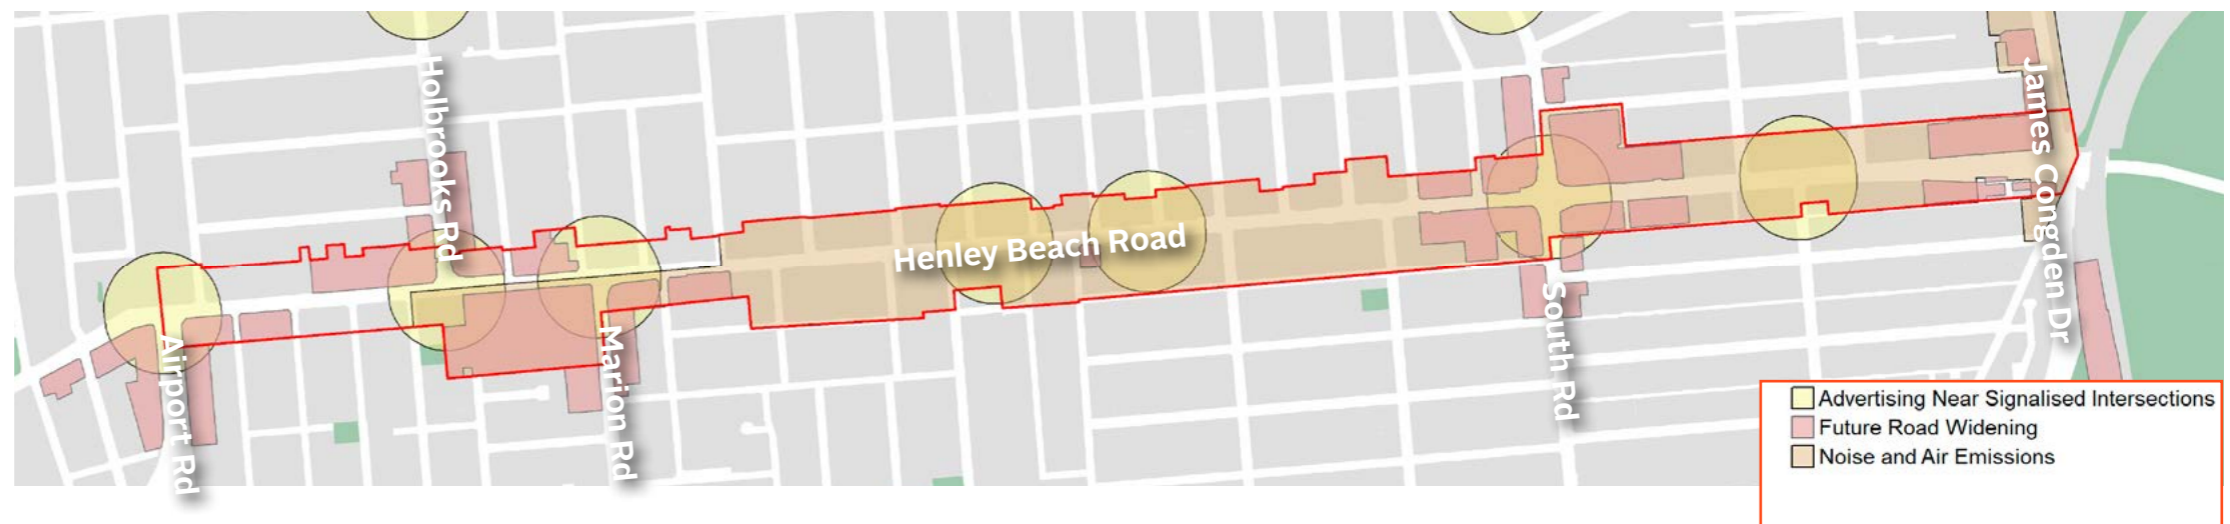 Holbrooks Rd
James Congden Dr
Henley Beach Road
Airport Rd
Marion Rd
South Rd
Advertising Near Signalised Intersections
Future Road Widening
Noise and Air Emissions